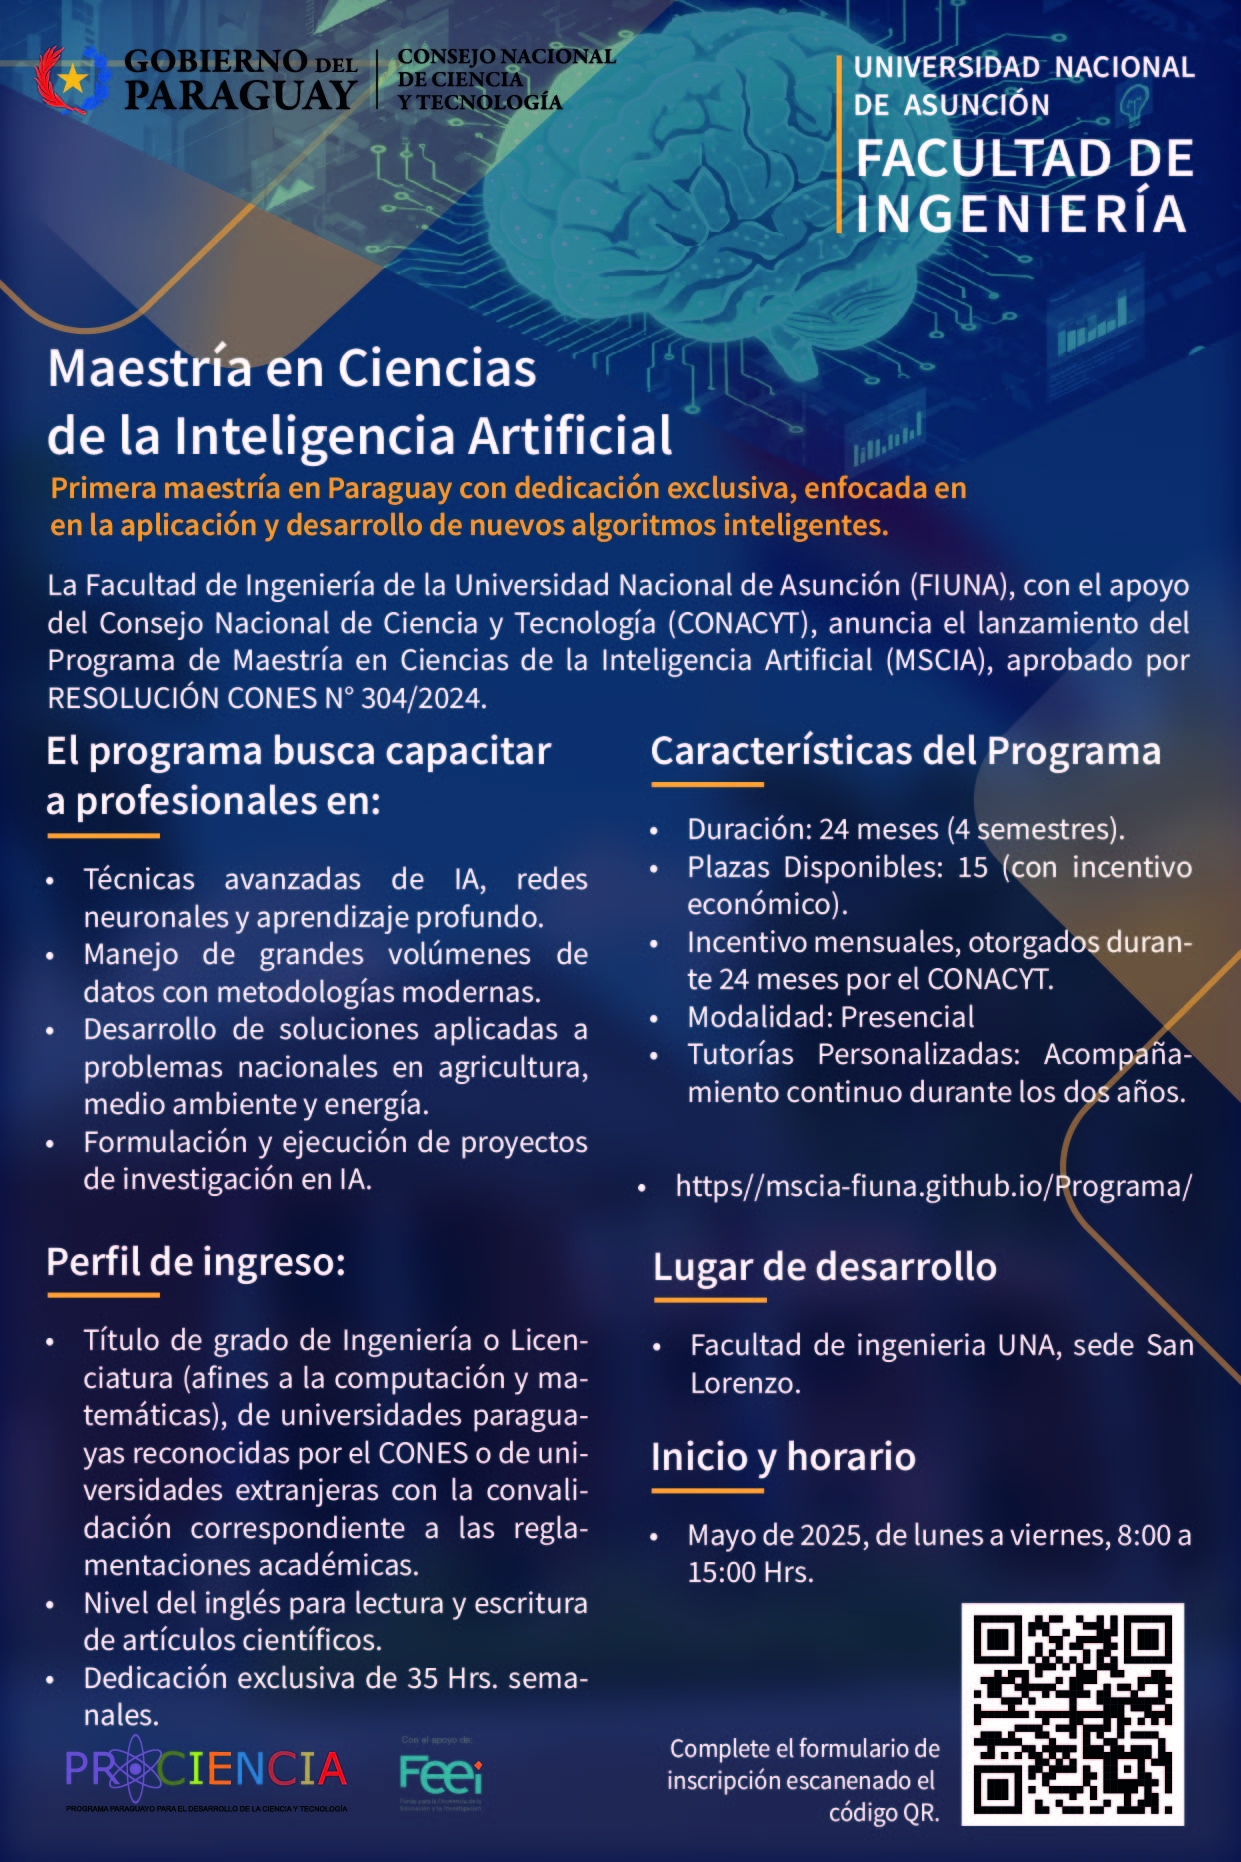 GOBIERNO DEL
PARAGUAY
CONSEJO NACIONAL
DE CIENCIA
Y TECNOLOGÍA
UNIVERSIDAD NACIONAL
DE ASUNCIÓN
FACULTAD DE
INGENIERÍA
Maestría en Ciencias
de la Inteligencia Artificial
Primera maestría en Paraguay con dedicación exclusiva, enfocada en
en la aplicación y desarrollo de nuevos algoritmos inteligentes.
La Facultad de Ingeniería de la Universidad Nacional de Asunción (FIUNA), con el apoyo
del Consejo Nacional de Ciencia y Tecnología (CONACYT), anuncia el lanzamiento del
Programa de Maestría en Ciencias de la Inteligencia Artificial (MSCIA), aprobado por
RESOLUCIÓN CONES N° 304/2024.
El programa busca capacitar
a profesionales en:
• Técnicas avanzadas de IA, redes
neuronales y aprendizaje profundo.
• Manejo de grandes volúmenes de
datos con metodologías modernas.
• Desarrollo de soluciones aplicadas a
problemas nacionales en agricultura,
medio ambiente y energía.
• Formulación y ejecución de proyectos
de investigación en IA.
Perfil de ingreso:
• Título de grado de Ingeniería o Licen-
ciatura (afines a la computación y ma-
temáticas), de universidades paragua-
yas reconocidas por el CONES o de uni-
versidades extranjeras con la convali-
dación correspondiente a las regla-
mentaciones académicas.
• Nivel del inglés para lectura y escritura
de artículos científicos.
• Dedicación exclusiva de 35 Hrs. sema-
nales.
Características del Programa
• Duración: 24 meses (4 semestres).
• Plazas Disponibles: 15 (con incentivo
económico).
• Incentivo mensuales, otorgados duran-
te 24 meses por el CONACYT.
• Modalidad: Presencial
• Tutorías Personalizadas: Acompaña-
miento continuo durante los dos años.
• https//mscia-fiuna.github.io/Programa/
Lugar de desarrollo
• Facultad de ingenieria UNA, sede San
Lorenzo.
Inicio y horario
• Mayo de 2025, de lunes a viernes, 8:00 a
15:00 Hrs.
PROCIENCIA
PROGRAMA PARAGUAYO PARA EL DESARROLLO DE LA CIENCIA Y TECNOLOGÍA
Con el apoyo de:
Feei
Fondo para la Excelencia de la
Educación y la Investigación
Complete el formulario de
inscripción escanenado el
código QR.